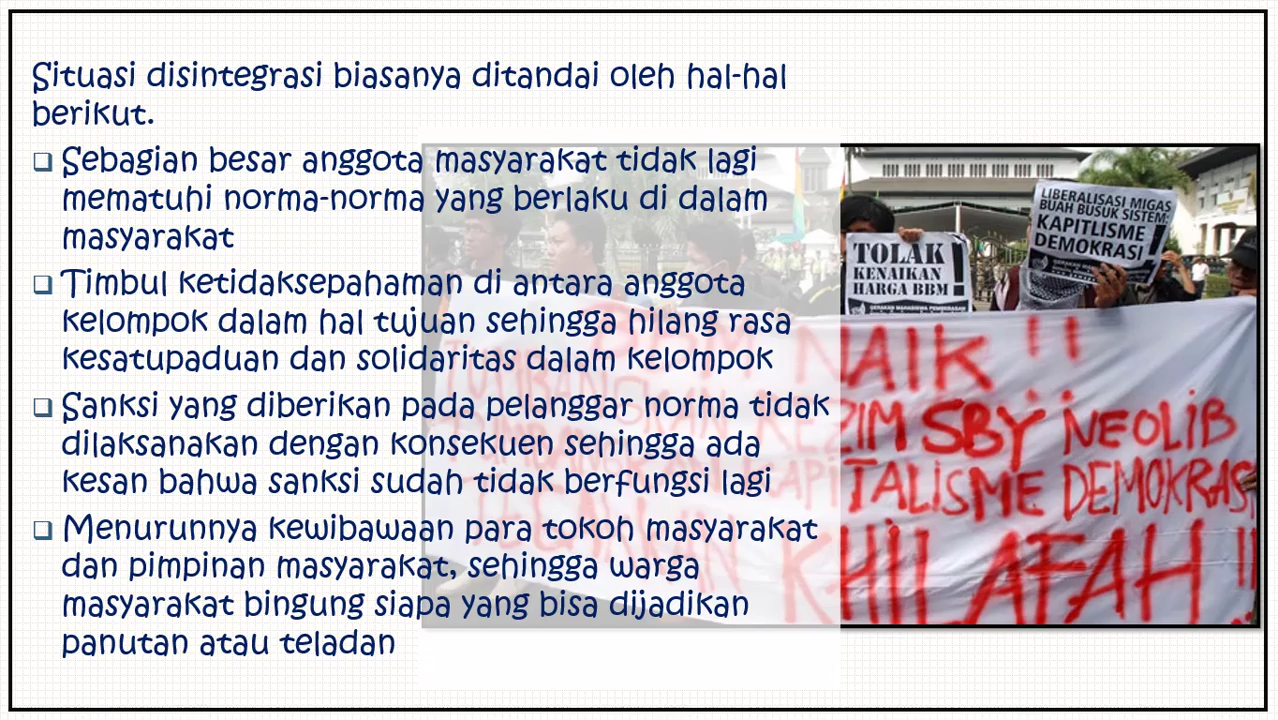 Situasi disintegrasi biasanya ditandai oleh hal-hal
berikut.
Sebagian besar anggota masyarakat tidak lagi
mematuhi norma-norma yang berlaku di dalam
masyarakat
Timbul ketidaksepahaman di antara anggota
kelompok dalam hal tujuan sehingga hilang rasa
kesatupaduan dan solidaritas dalam kelompok
Sanksi yang diberikan pada pelanggar norma tidak
dilaksanakan dengan konsekuen sehingga ada
kesan bahwa sanksi sudah tidak berfungsi lagi
Menurunnya kewibawaan para tokoh masyarakat
dan pimpinan masyarakat, sehingga warga
masyarakat bingung siapa yang bisa dijadikan
panutan atau teladan
TOLAK
KENAIKAN
HARGA BBM !
LIBERALISASI MIGAS
BUAH BUSUK SISTEM:
KAPITLISME
DEMOKRASI !
NAIK !!
REZIM SBY NEOLIB
KAPITALISME DEMOKRASI
KHILAFAH !!